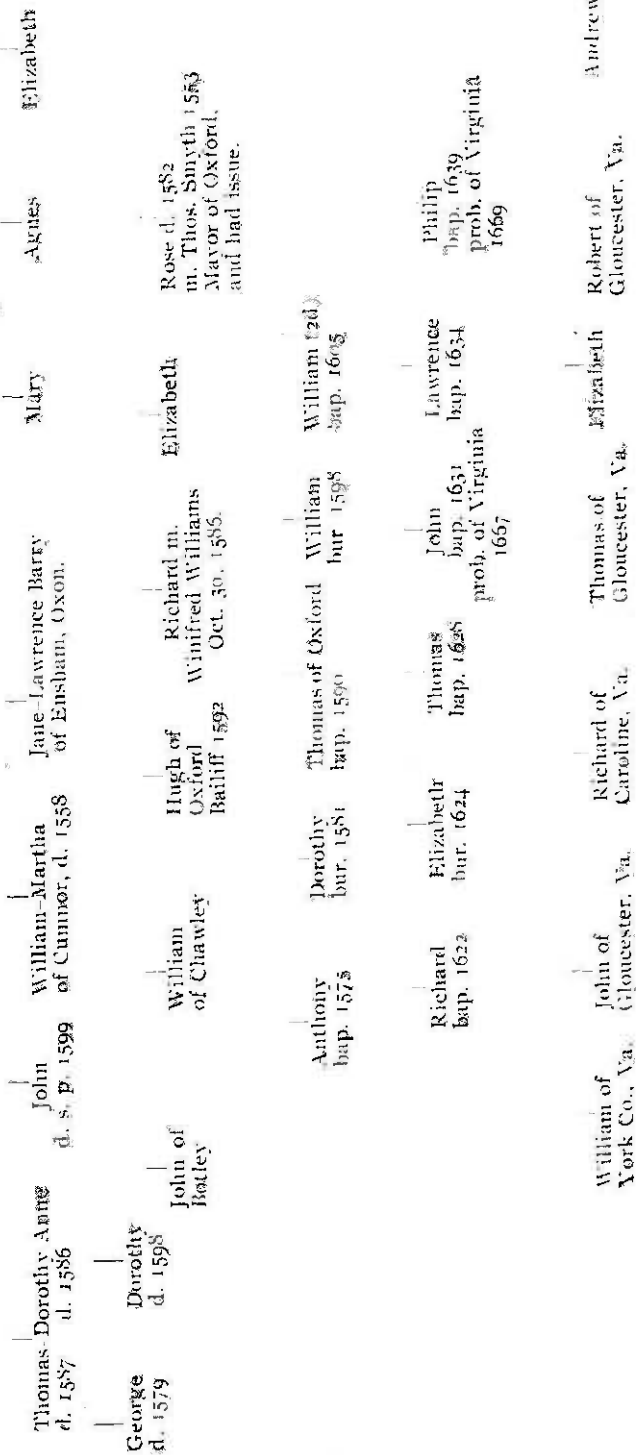 Thomas-Dorothy Anne
d. 1587 d. 1586
John
d. s. p. 1599
William-Martha
of Cumnor, d. 1558
Jane-Lawrence Barry
of Ensham, Oxon.
Mary
Agnes
Elizabeth
George
d. 1579
Dorothy
d. 1598
John of
Botley
William
of Chawley
Hugh of
Oxford
Bailiff 1592
Richard m.
Winifred Williams
Oct. 30, 1586.
Elizabeth
Rose d. 1582
m. Thos. Smyth
Mayor of Oxford,
and had issue.
Anthony
bap. 1575
Dorothy
bur. 1581
Thomas of Oxford
bap. 1590
William
bur 1598
William (2d)
bap. 1605
Richard
bap. 1622
Elizabeth
bur. 1624
Thomas
bap. 1628
John
bap. 1631
prob. of Virginia
1667
Lawrence
bap. 1634
Philip
bap. 1639
prob. of Virginia
1669
William of
York Co., Va.
John of
Gloucester, Va.
Richard of
Caroline, Va.
Thomas of
Gloucester, Va.
Elizabeth
Robert of
Gloucester, Va.
Andrew